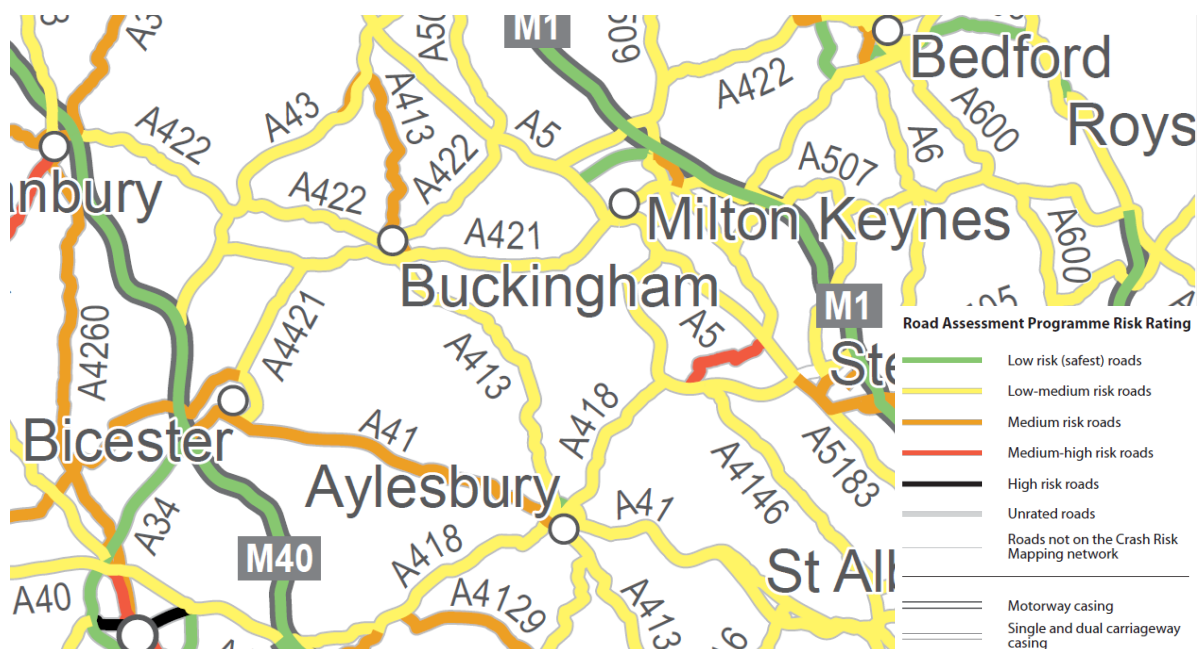 M1
Bedford
A422
A43
A413
A5
A600
Roys
A422
A422
A422
A6
A507
anbury
Milton Keynes
A421
Buckingham
A600
A4260
A4421
A413
A5
M1
Ste
A418
Bicester
A41
Aylesbury
A4146
A5183
A41
A34
M40
A418
St Alb
A40
A4129
A413
Road Assessment Programme Risk Rating
Low risk (safest) roads
Low-medium risk roads
Medium risk roads
Medium-high risk roads
High risk roads
Unrated roads
Roads not on the Crash Risk
Mapping network
Motorway casing
Single and dual carriageway
casing